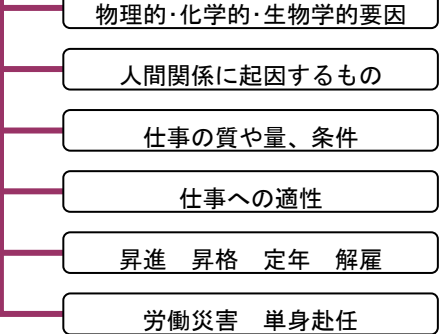 物理的・化学的・生物学的要因
人間関係に起因するもの
仕事の質や量、条件
仕事への適性
昇進　昇格　定年　解雇
労働災害　単身赴任